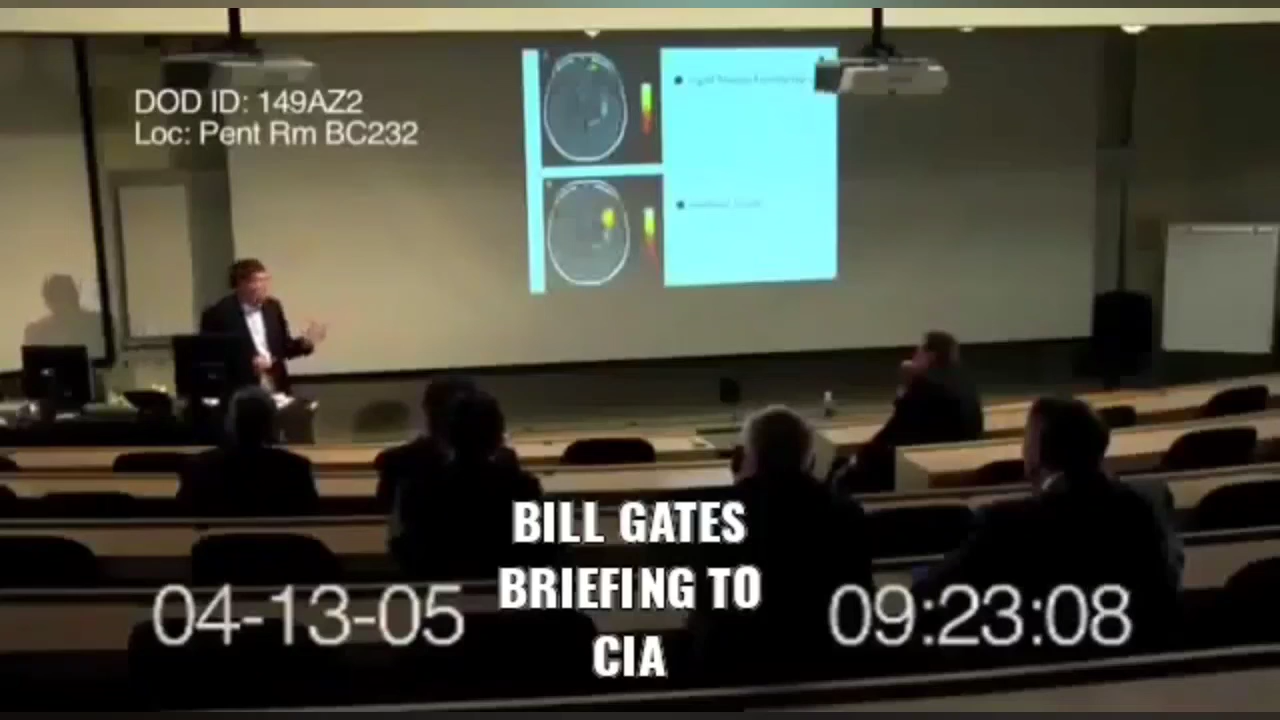 DOD ID: 149AZ2
Loc: Pent Rm BC232
BILL GATES
BRIEFING TO
CIA
04-13-05
09:23:08